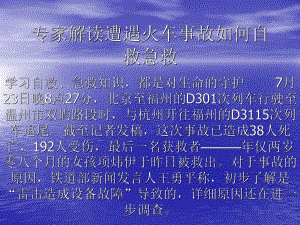 专家解读遭遇火车事故如何自
救急救
学习自救、急救知识，都是对生命的守护 7月
23日晚8月27分，北京至福州的D301次列车行驶至
温州市双屿路段时，与杭州开往福州的D3115次列
车追尾。截至记者发稿，这次事故已造成38人死
亡，192人受伤，最后一名获救者——年仅两岁
零八个月的女孩项炜伊于昨日被救出。对于事故的
原因，铁道部新闻发言人王勇平称，初步了解是
“雷击造成设备故障”导致的，详细原因还在进
步调查。